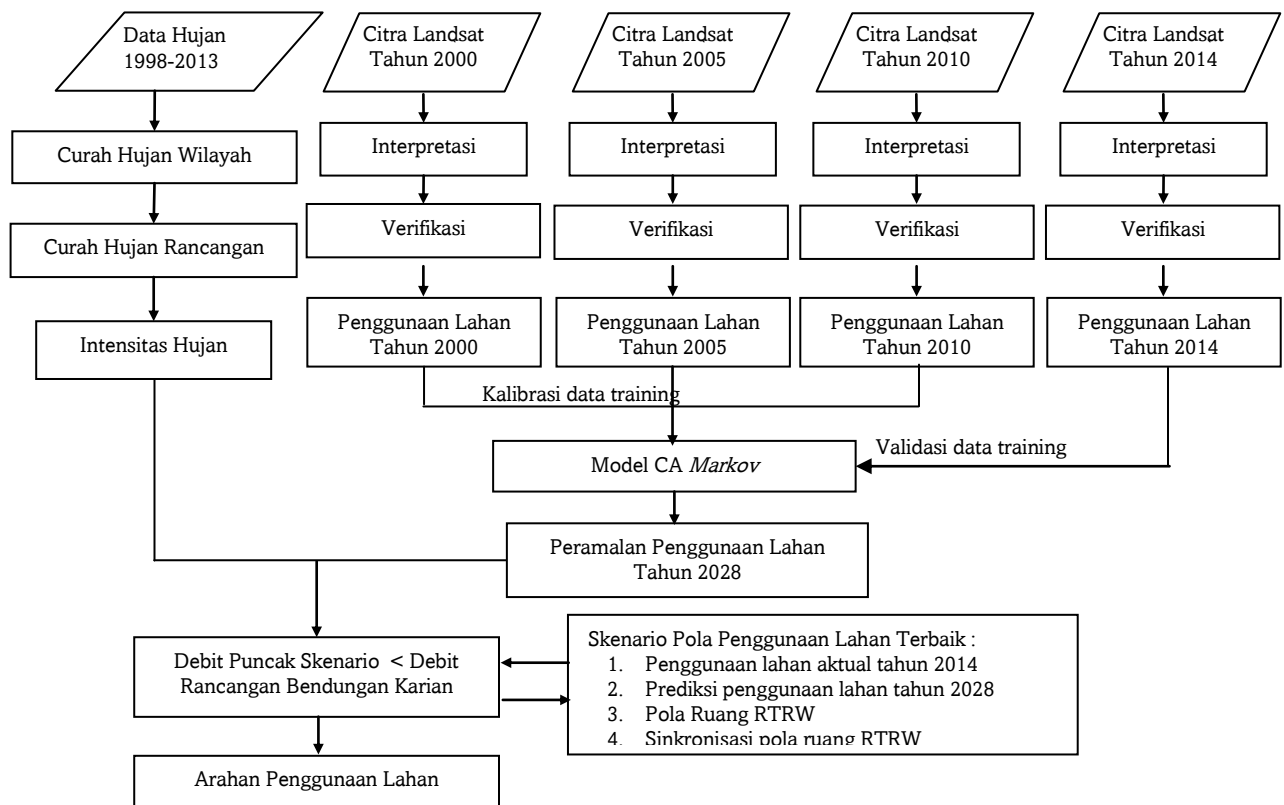 Data Hujan
1998-2013
Citra Landsat
Tahun 2000
Citra Landsat
Tahun 2005
Citra Landsat
Tahun 2010
Citra Landsat
Tahun 2014
Curah Hujan Wilayah
Interpretasi
Interpretasi
Interpretasi
Interpretasi
Curah Hujan Rancangan
Verifikasi
Verifikasi
Verifikasi
Verifikasi
Intensitas Hujan
Penggunaan Lahan
Tahun 2000
Penggunaan Lahan
Tahun 2005
Penggunaan Lahan
Tahun 2010
Penggunaan Lahan
Tahun 2014
Kalibrasi data training
Validasi data training
Model CA Markov
Peramalan Penggunaan Lahan
Tahun 2028
Debit Puncak Skenario < Debit
Rancangan Bendungan Karian
Skenario Pola Penggunaan Lahan Terbaik :
1. Penggunaan lahan aktual tahun 2014
2. Prediksi penggunaan lahan tahun 2028
3. Pola Ruang RTRW
4. Sinkronisasi pola ruang RTRW
Arahan Penggunaan Lahan